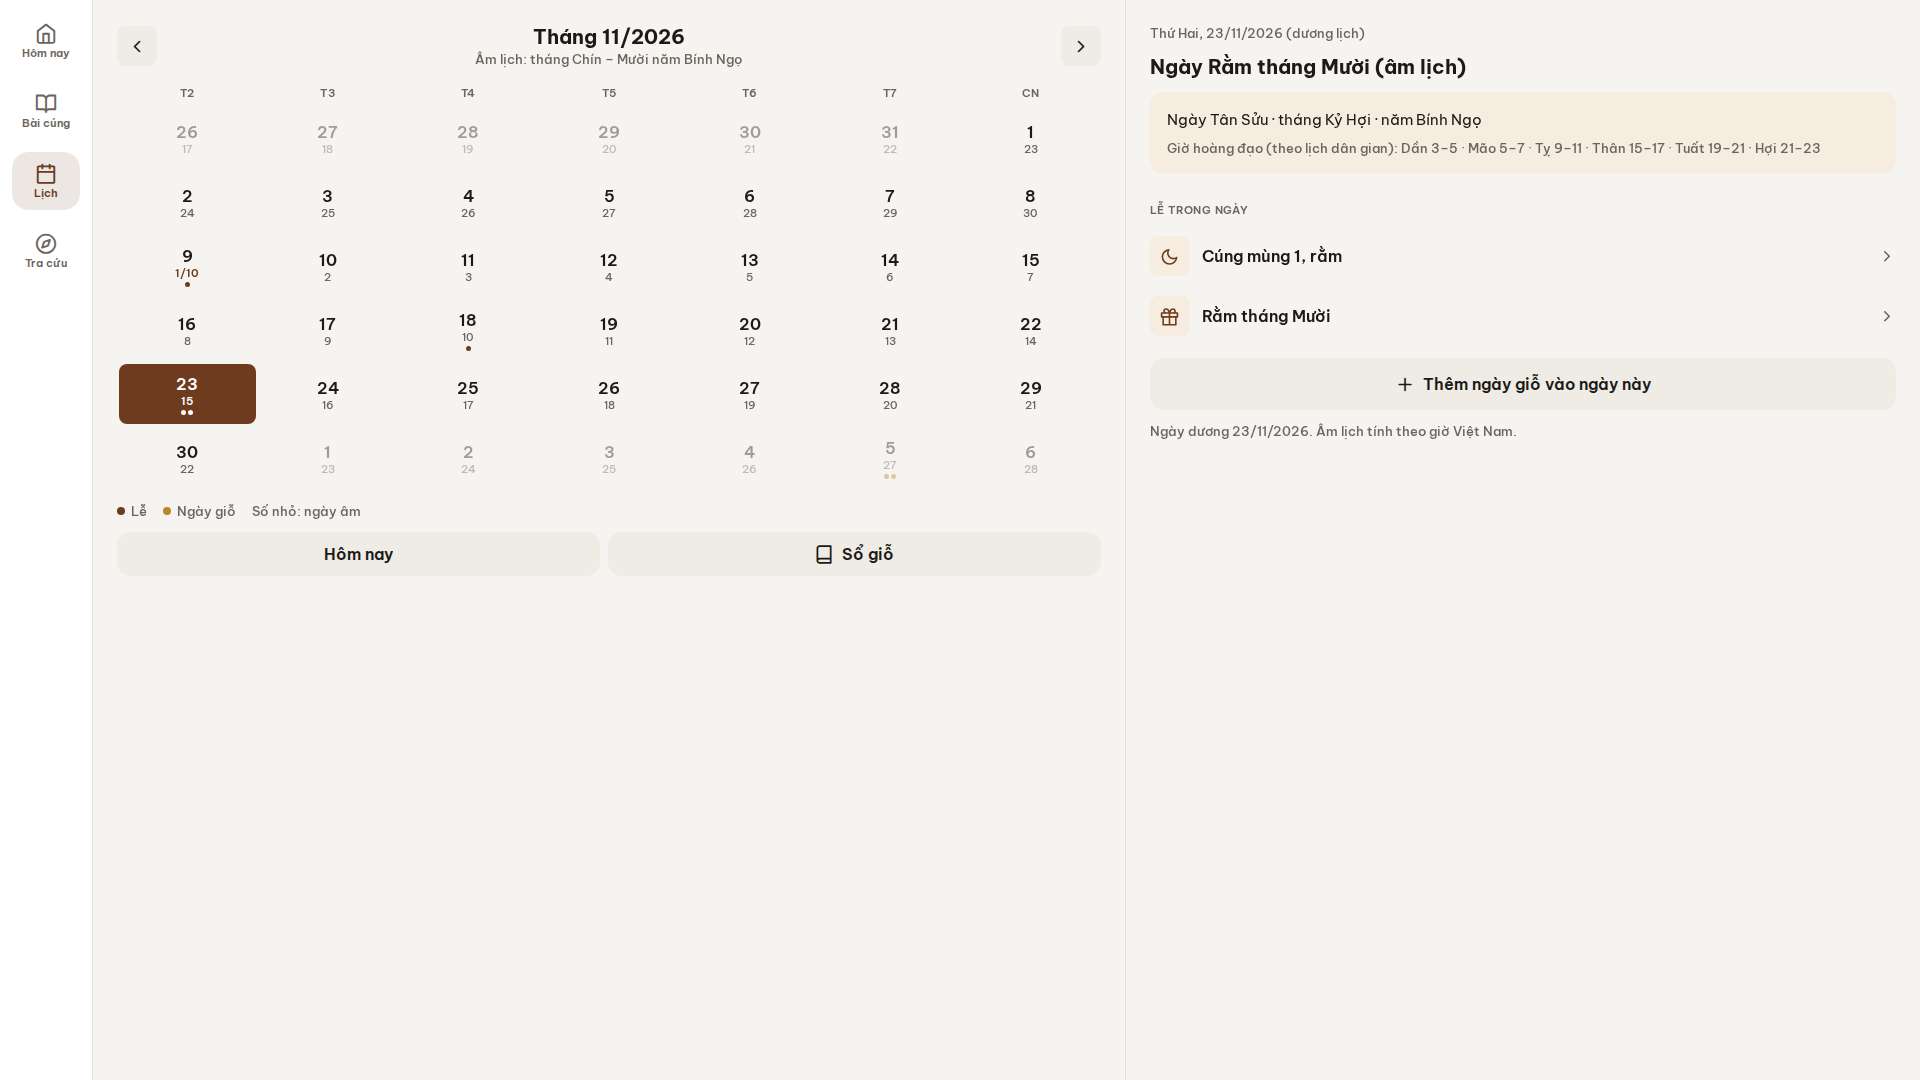 Hôm nay
Bài cúng
Lịch
Tra cứu
Tháng 11/2026
Âm lịch: tháng Chín – Mười năm Bính Ngọ
T2 T3 T4 T5 T6 T7 CN
26 27 28 29 30 31 1
17 18 19 20 21 22 23
2 3 4 5 6 7 8
24 25 26 27 28 29 30
9 10 11 12 13 14 15
1/10 2 3 4 5 6 7
16 17 18 19 20 21 22
8 9 10 11 12 13 14
23 24 25 26 27 28 29
15 16 17 18 19 20 21
30 1 2 3 4 5 6
22 23 24 25 26 27 28
Lễ Ngày giỗ Số nhỏ: ngày âm
Hôm nay Sổ giỗ
Thứ Hai, 23/11/2026 (dương lịch)
Ngày Rằm tháng Mười (âm lịch)
Ngày Tân Sửu · tháng Kỷ Hợi · năm Bính Ngọ
Giờ hoàng đạo (theo lịch dân gian): Dần 3–5 · Mão 5–7 · Tỵ 9–11 · Thân 15–17 · Tuất 19–21 · Hợi 21–23
LỄ TRONG NGÀY
Cúng mùng 1, rằm
Rằm tháng Mười
Thêm ngày giỗ vào ngày này
Ngày dương 23/11/2026. Âm lịch tính theo giờ Việt Nam.